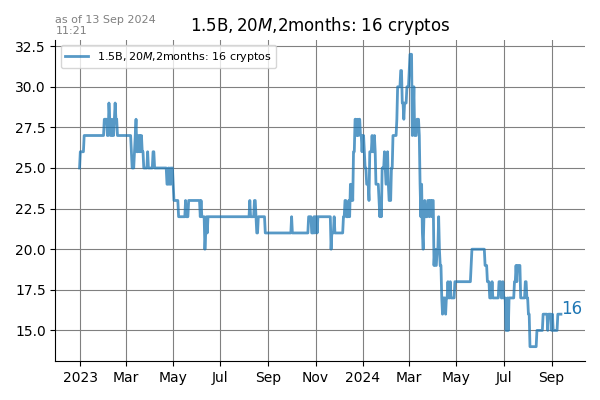 as of 13 Sep 2024
11:21
1.5B, 20M,2months: 16 cryptos
1.5B, 20M,2months: 16 cryptos
32.5
30.0
27.5
25.0
22.5
20.0
17.5
15.0
16
2023 Mar May Jul Sep Nov 2024 Mar May Jul Sep